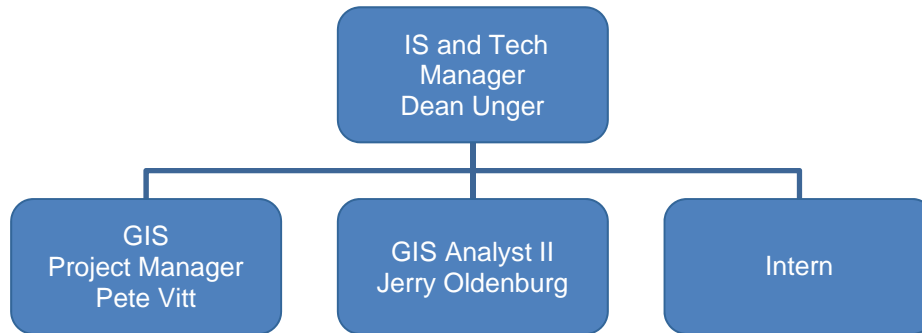 IS and Tech
Manager
Dean Unger
GIS
Project Manager
Pete Vitt
GIS Analyst II
Jerry Oldenburg
Intern